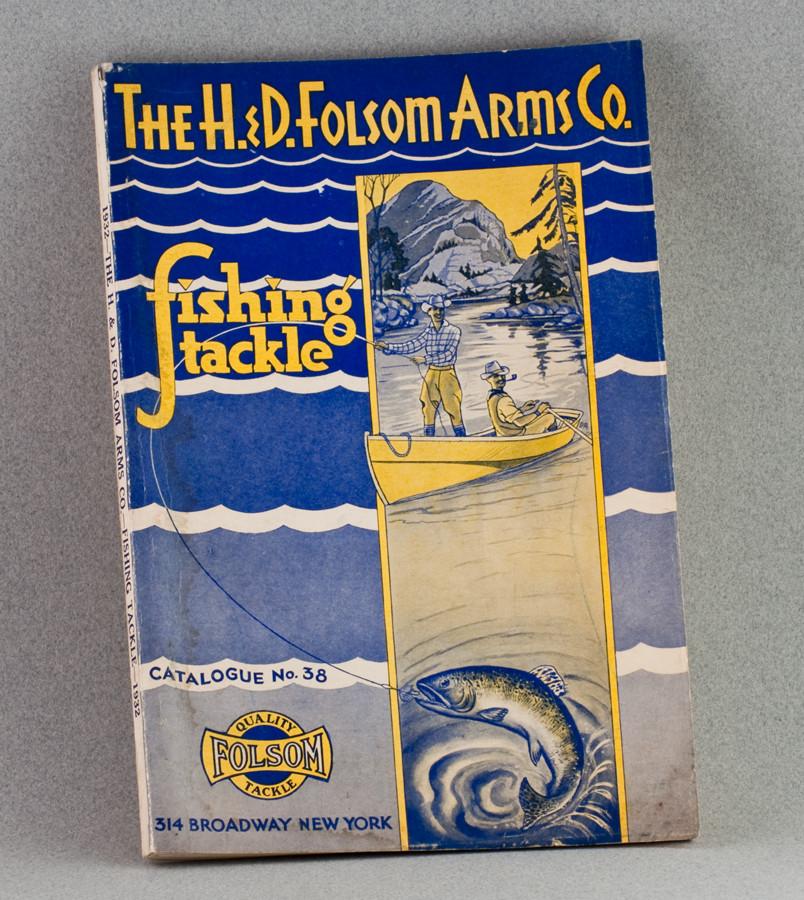 THE H. & D. FOLSOM ARMS CO.
fishing
tackle
CATALOGUE No. 38
QUALITY
FOLSOM
TACKLE
314 BROADWAY NEW YORK
1932—THE H. & D. FOLSOM ARMS CO.—FISHING TACKLE—1932